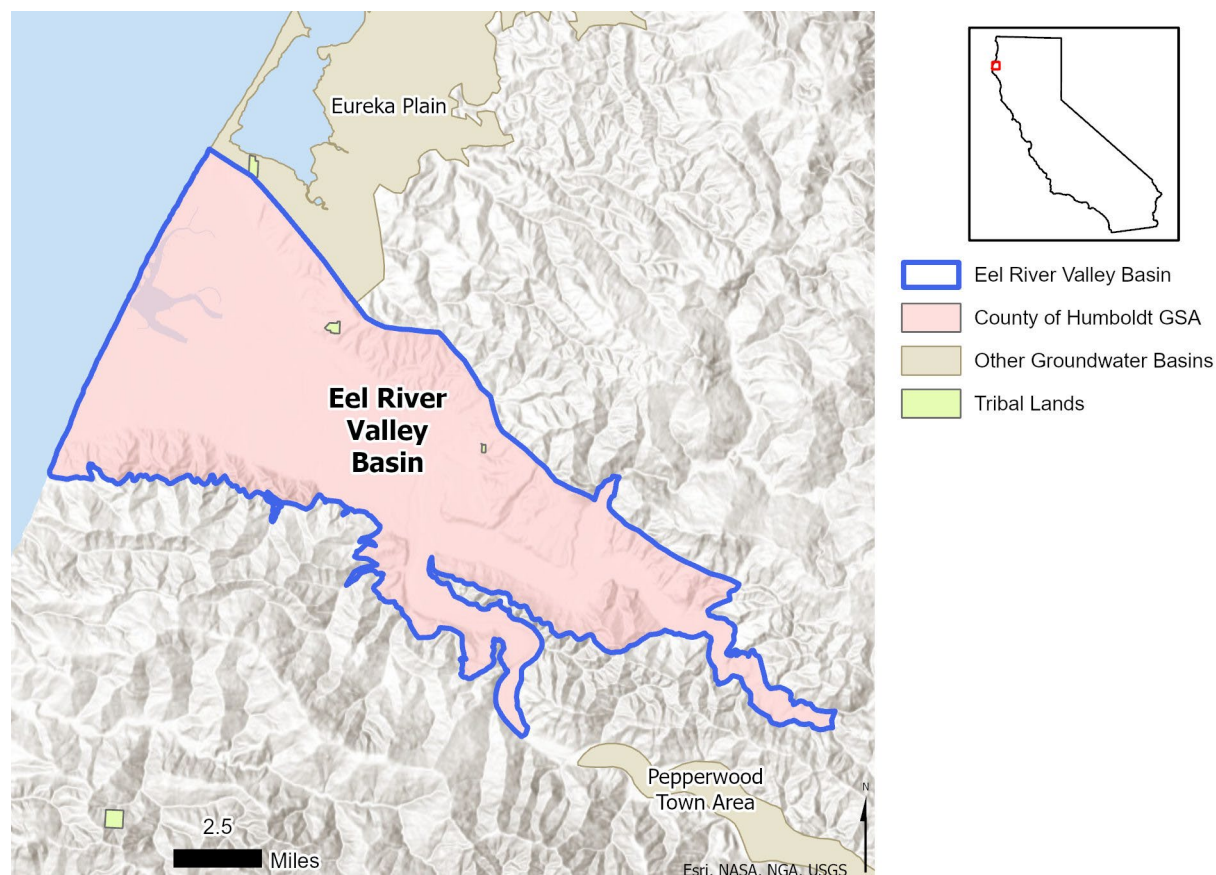 Eureka Plain
Eel River
Valley
Basin
Pepperwood
Town Area
N
2.5
Miles
Esri, NASA, NGA, USGS
Eel River Valley Basin
County of Humboldt GSA
Other Groundwater Basins
Tribal Lands